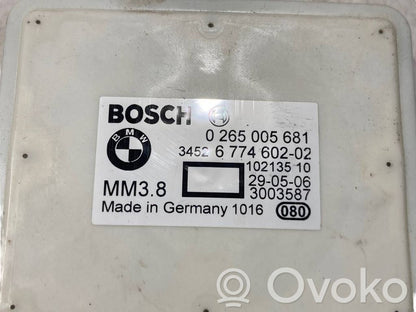 BOSCH
BMW
0 265 005 681
3452 6 774 602-02
102135 10
29-05-06
MM3.8
3003587
Made in Germany 1016
080
Ovoko